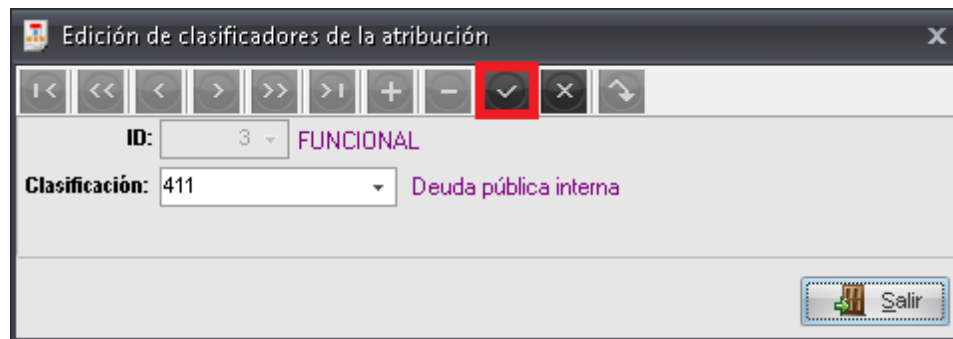 Edición de clasificadores de la atribución
ID: 3 FUNCIONAL
Clasificación: 411 Deuda pública interna
Salir